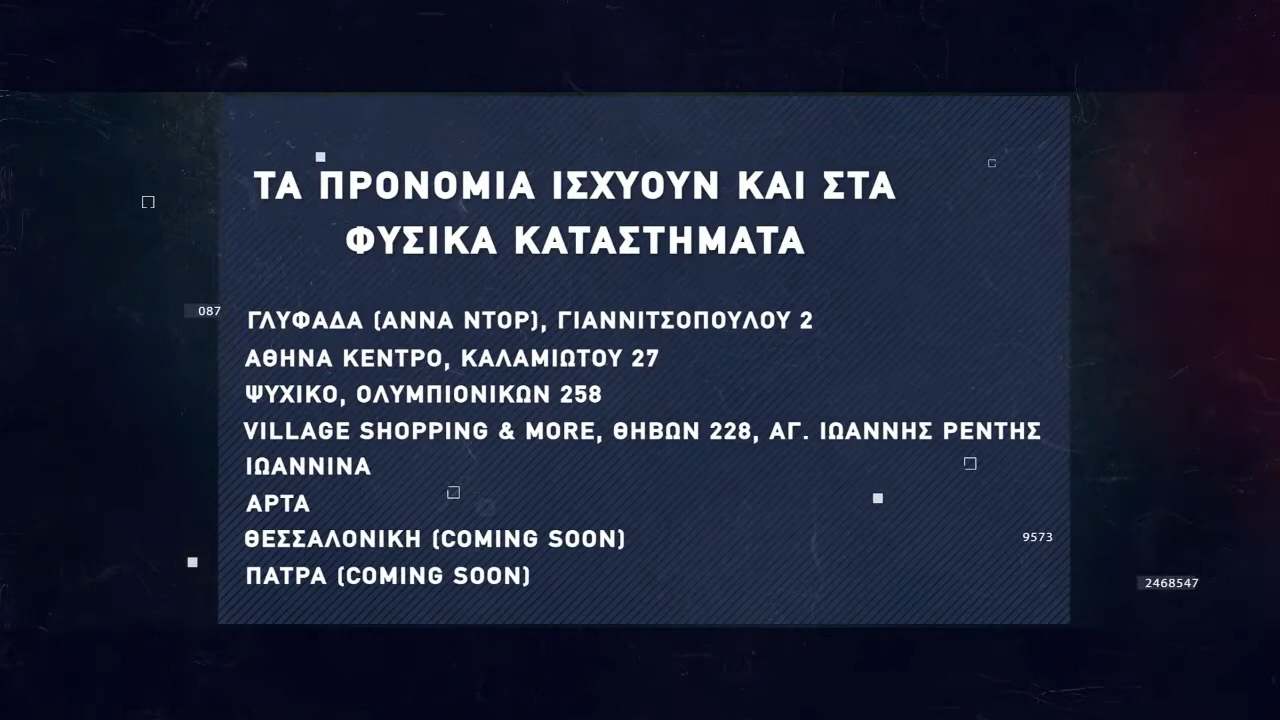 ΤΑ ΠΡΟΝΟΜΙΑ ΙΣΧΥΟΥΝ ΚΑΙ ΣΤΑ
ΦΥΣΙΚΑ ΚΑΤΑΣΤΗΜΑΤΑ
087
ΓΛΥΦΑΔΑ (ΑΝΝΑ ΝΤΟΡ), ΓΙΑΝΝΙΤΣΟΠΟΥΛΟΥ 2
ΑΘΗΝΑ ΚΕΝΤΡΟ, ΚΑΛΑΜΙΩΤΟΥ 27
ΨΥΧΙΚΟ, ΟΛΥΜΠΙΟΝΙΚΩΝ 258
VILLAGE SHOPPING & MORE, ΘΗΒΩΝ 228, ΑΓ. ΙΩΑΝΝΗΣ ΡΕΝΤΗΣ
ΙΩΑΝΝΙΝΑ
ΑΡΤΑ
ΘΕΣΣΑΛΟΝΙΚΗ (COMING SOON)
9573
ΠΑΤΡΑ (COMING SOON)
2468547